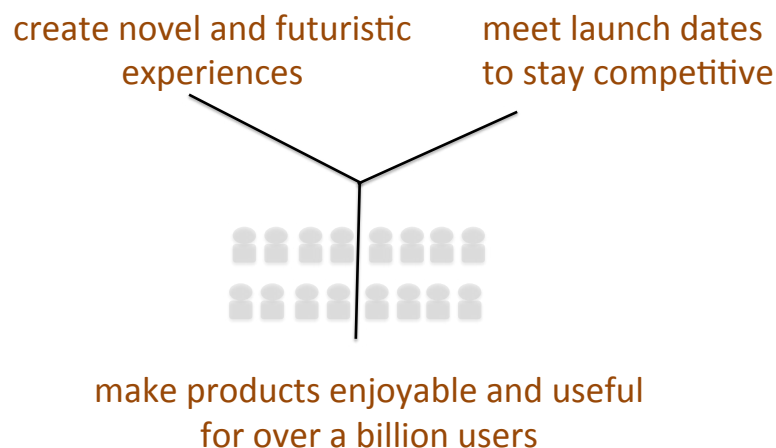 create novel and futuristic
experiences
meet launch dates
to stay competitive
make products enjoyable and useful
for over a billion users